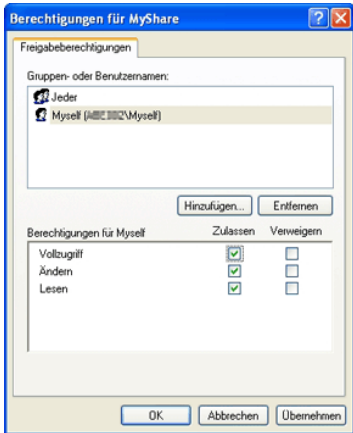 Berechtigungen für MyShare
Freigabeberechtigungen
Gruppen- oder Benutzernamen:
Jeder
Myself (\Myself)
Hinzufügen... Entfernen
Berechtigungen für Myself Zulassen Verweigern
Vollzugriff
Ändern
Lesen
OK Abbrechen Übernehmen